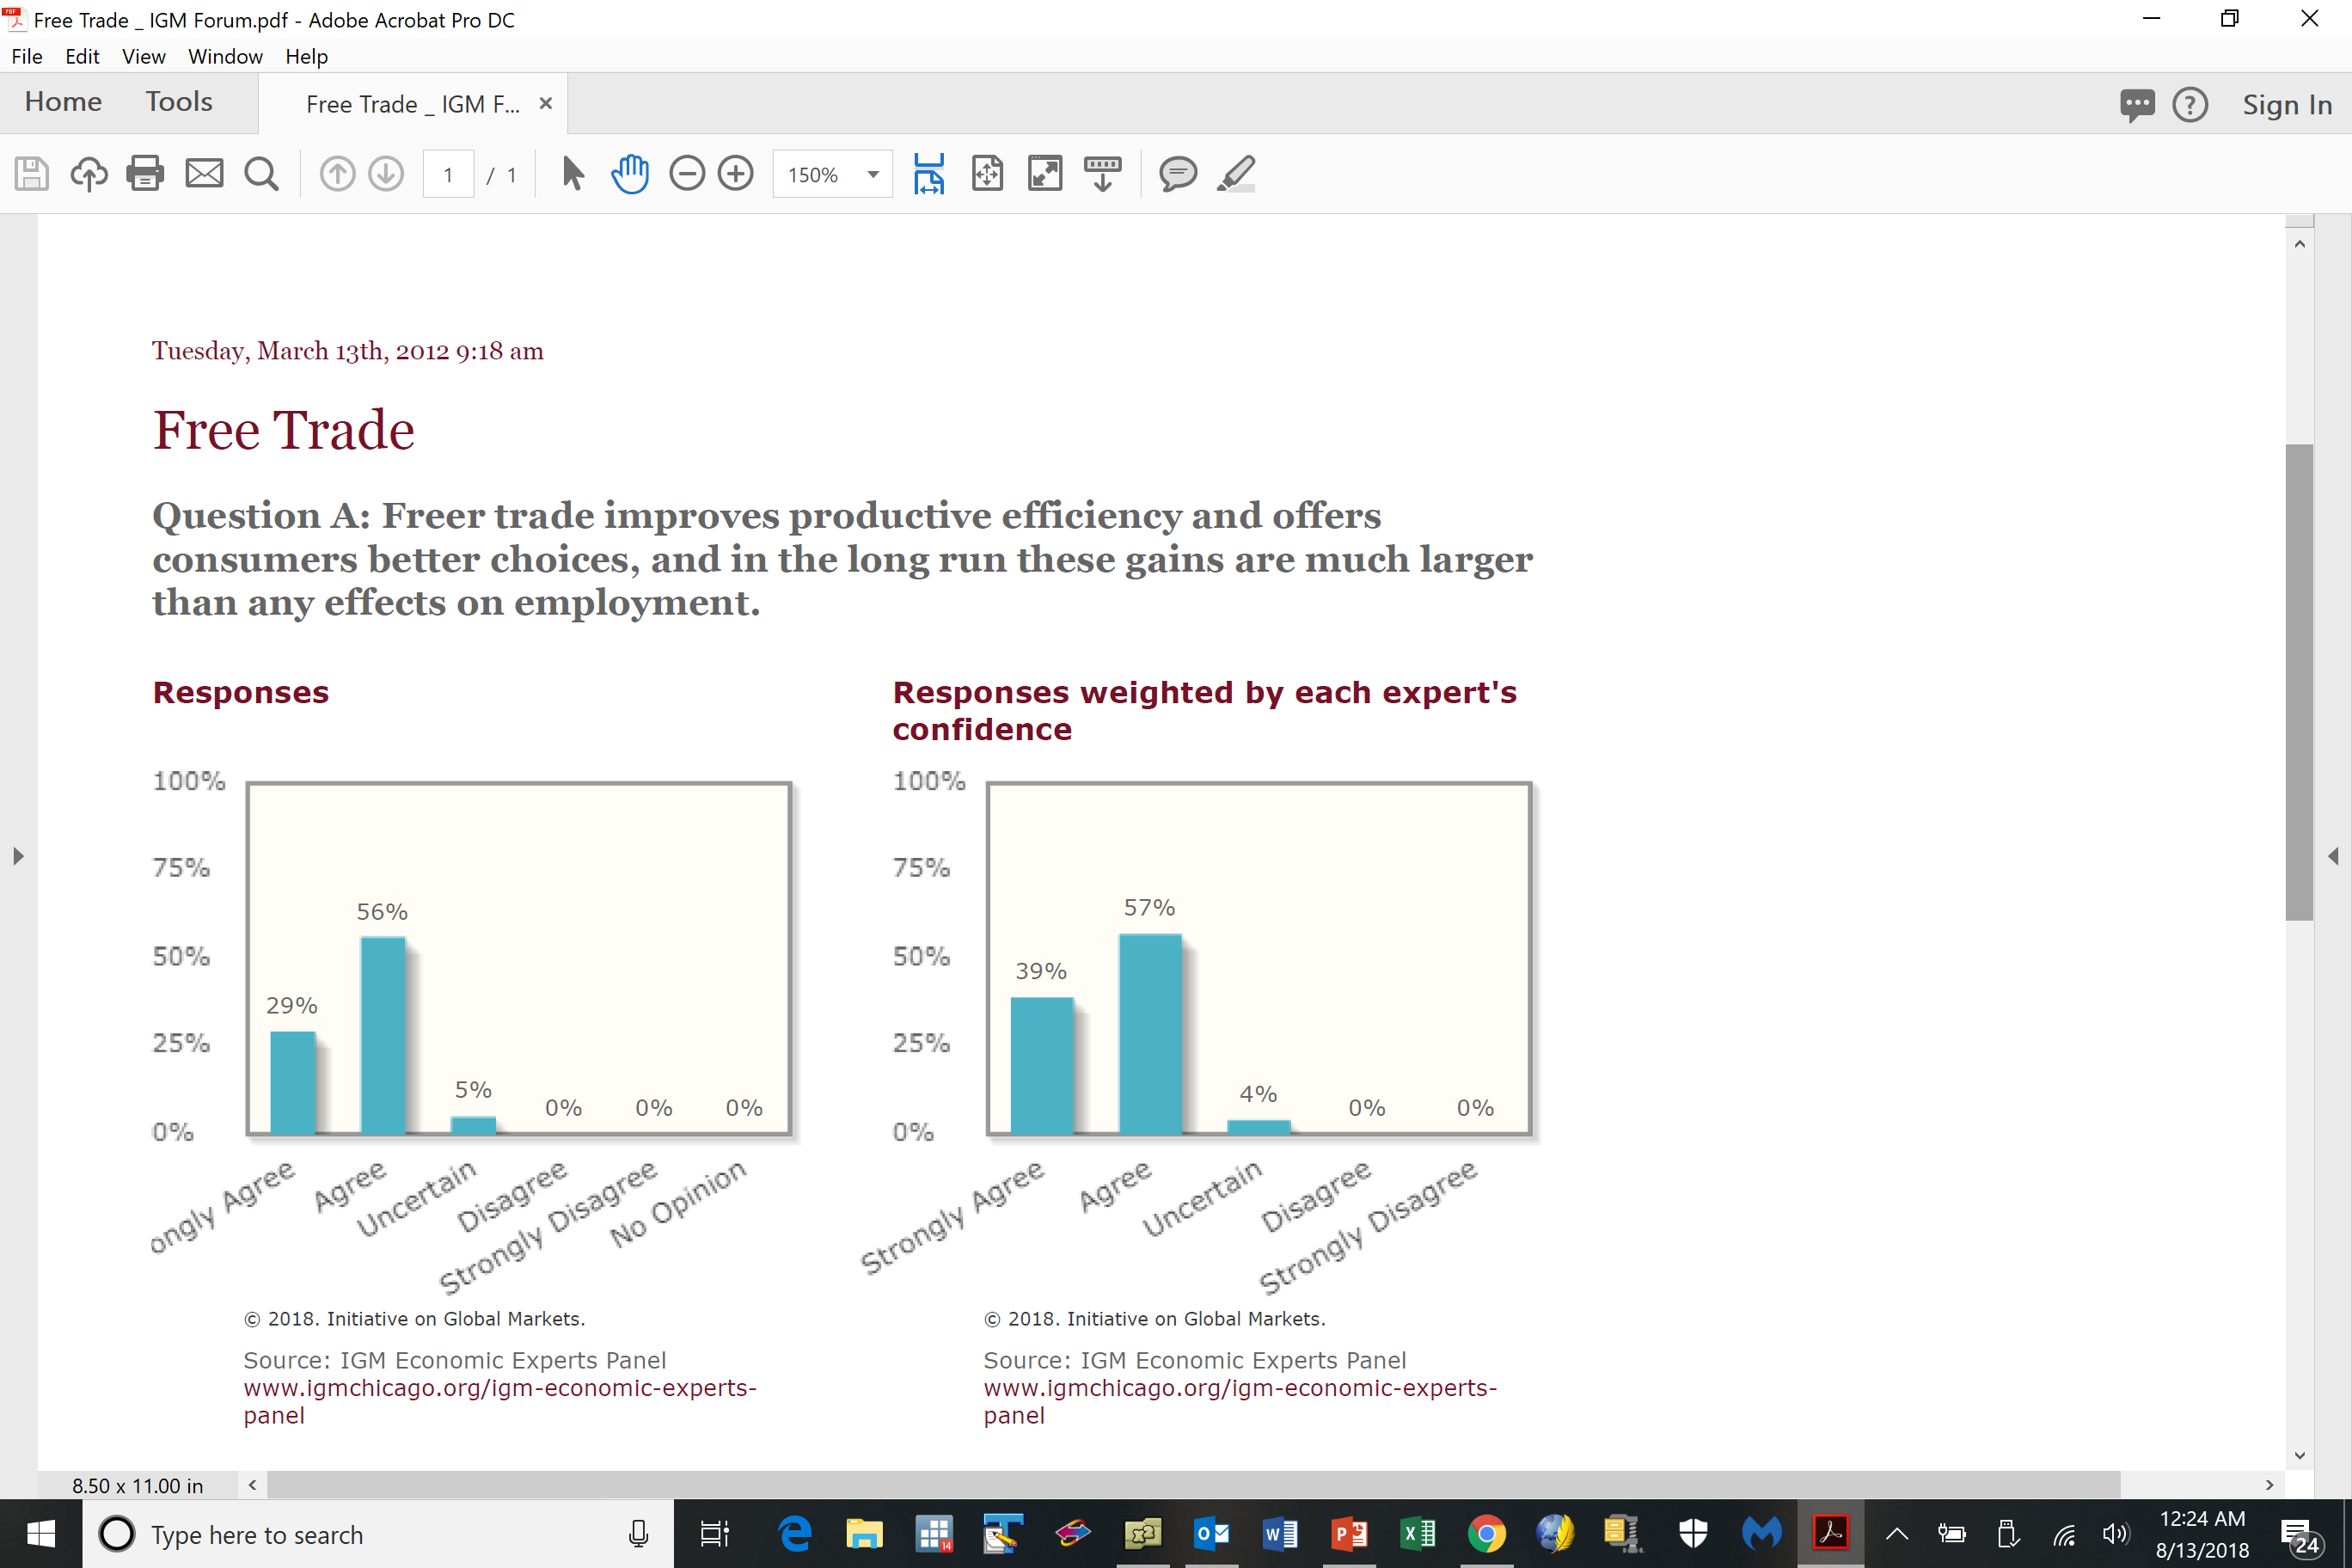 Free Trade _ IGM Forum.pdf - Adobe Acrobat Pro DC
File Edit View Window Help
Home Tools Free Trade _ IGM F... × Sign In
1 / 1 150%
Tuesday, March 13th, 2012 9:18 am
Free Trade
Question A: Freer trade improves productive efficiency and offers
consumers better choices, and in the long run these gains are much larger
than any effects on employment.
Responses
100%
75%
50%
25%
0%
29%
56%
5%
0%
0%
0%
ongly Agree
Agree
Uncertain
Disagree
Strongly Disagree
No Opinion
© 2018. Initiative on Global Markets.
Source: IGM Economic Experts Panel
www.igmchicago.org/igm-economic-experts-
panel
Responses weighted by each expert's
confidence
100%
75%
50%
25%
0%
39%
57%
4%
0%
0%
Strongly Agree
Agree
Uncertain
Disagree
Strongly Disagree
© 2018. Initiative on Global Markets.
Source: IGM Economic Experts Panel
www.igmchicago.org/igm-economic-experts-
panel
8.50 x 11.00 in
Type here to search
14
12:24 AM
8/13/2018
24